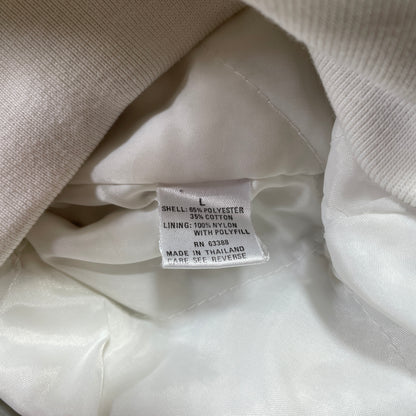 L
SHELL: 65% POLYESTER
35% COTTON
LINING: 100% NYLON
WITH POLYFILL
RN 63388
MADE IN THAILAND
CARE SEE REVERSE